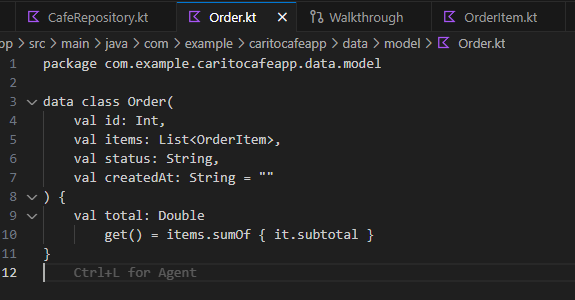 CafeRepository.kt Order.kt Walkthrough OrderItem.kt
pp > src > main > java > com > example > caritocafeapp > data > model > Order.kt
1 package com.example.caritocafeapp.data.model
2
3 data class Order(
4 val id: Int,
5 val items: List<OrderItem>,
6 val status: String,
7 val createdAt: String = ""
8 ) {
9 val total: Double
10 get() = items.sumOf { it.subtotal }
11 }
12 Ctrl+L for Agent